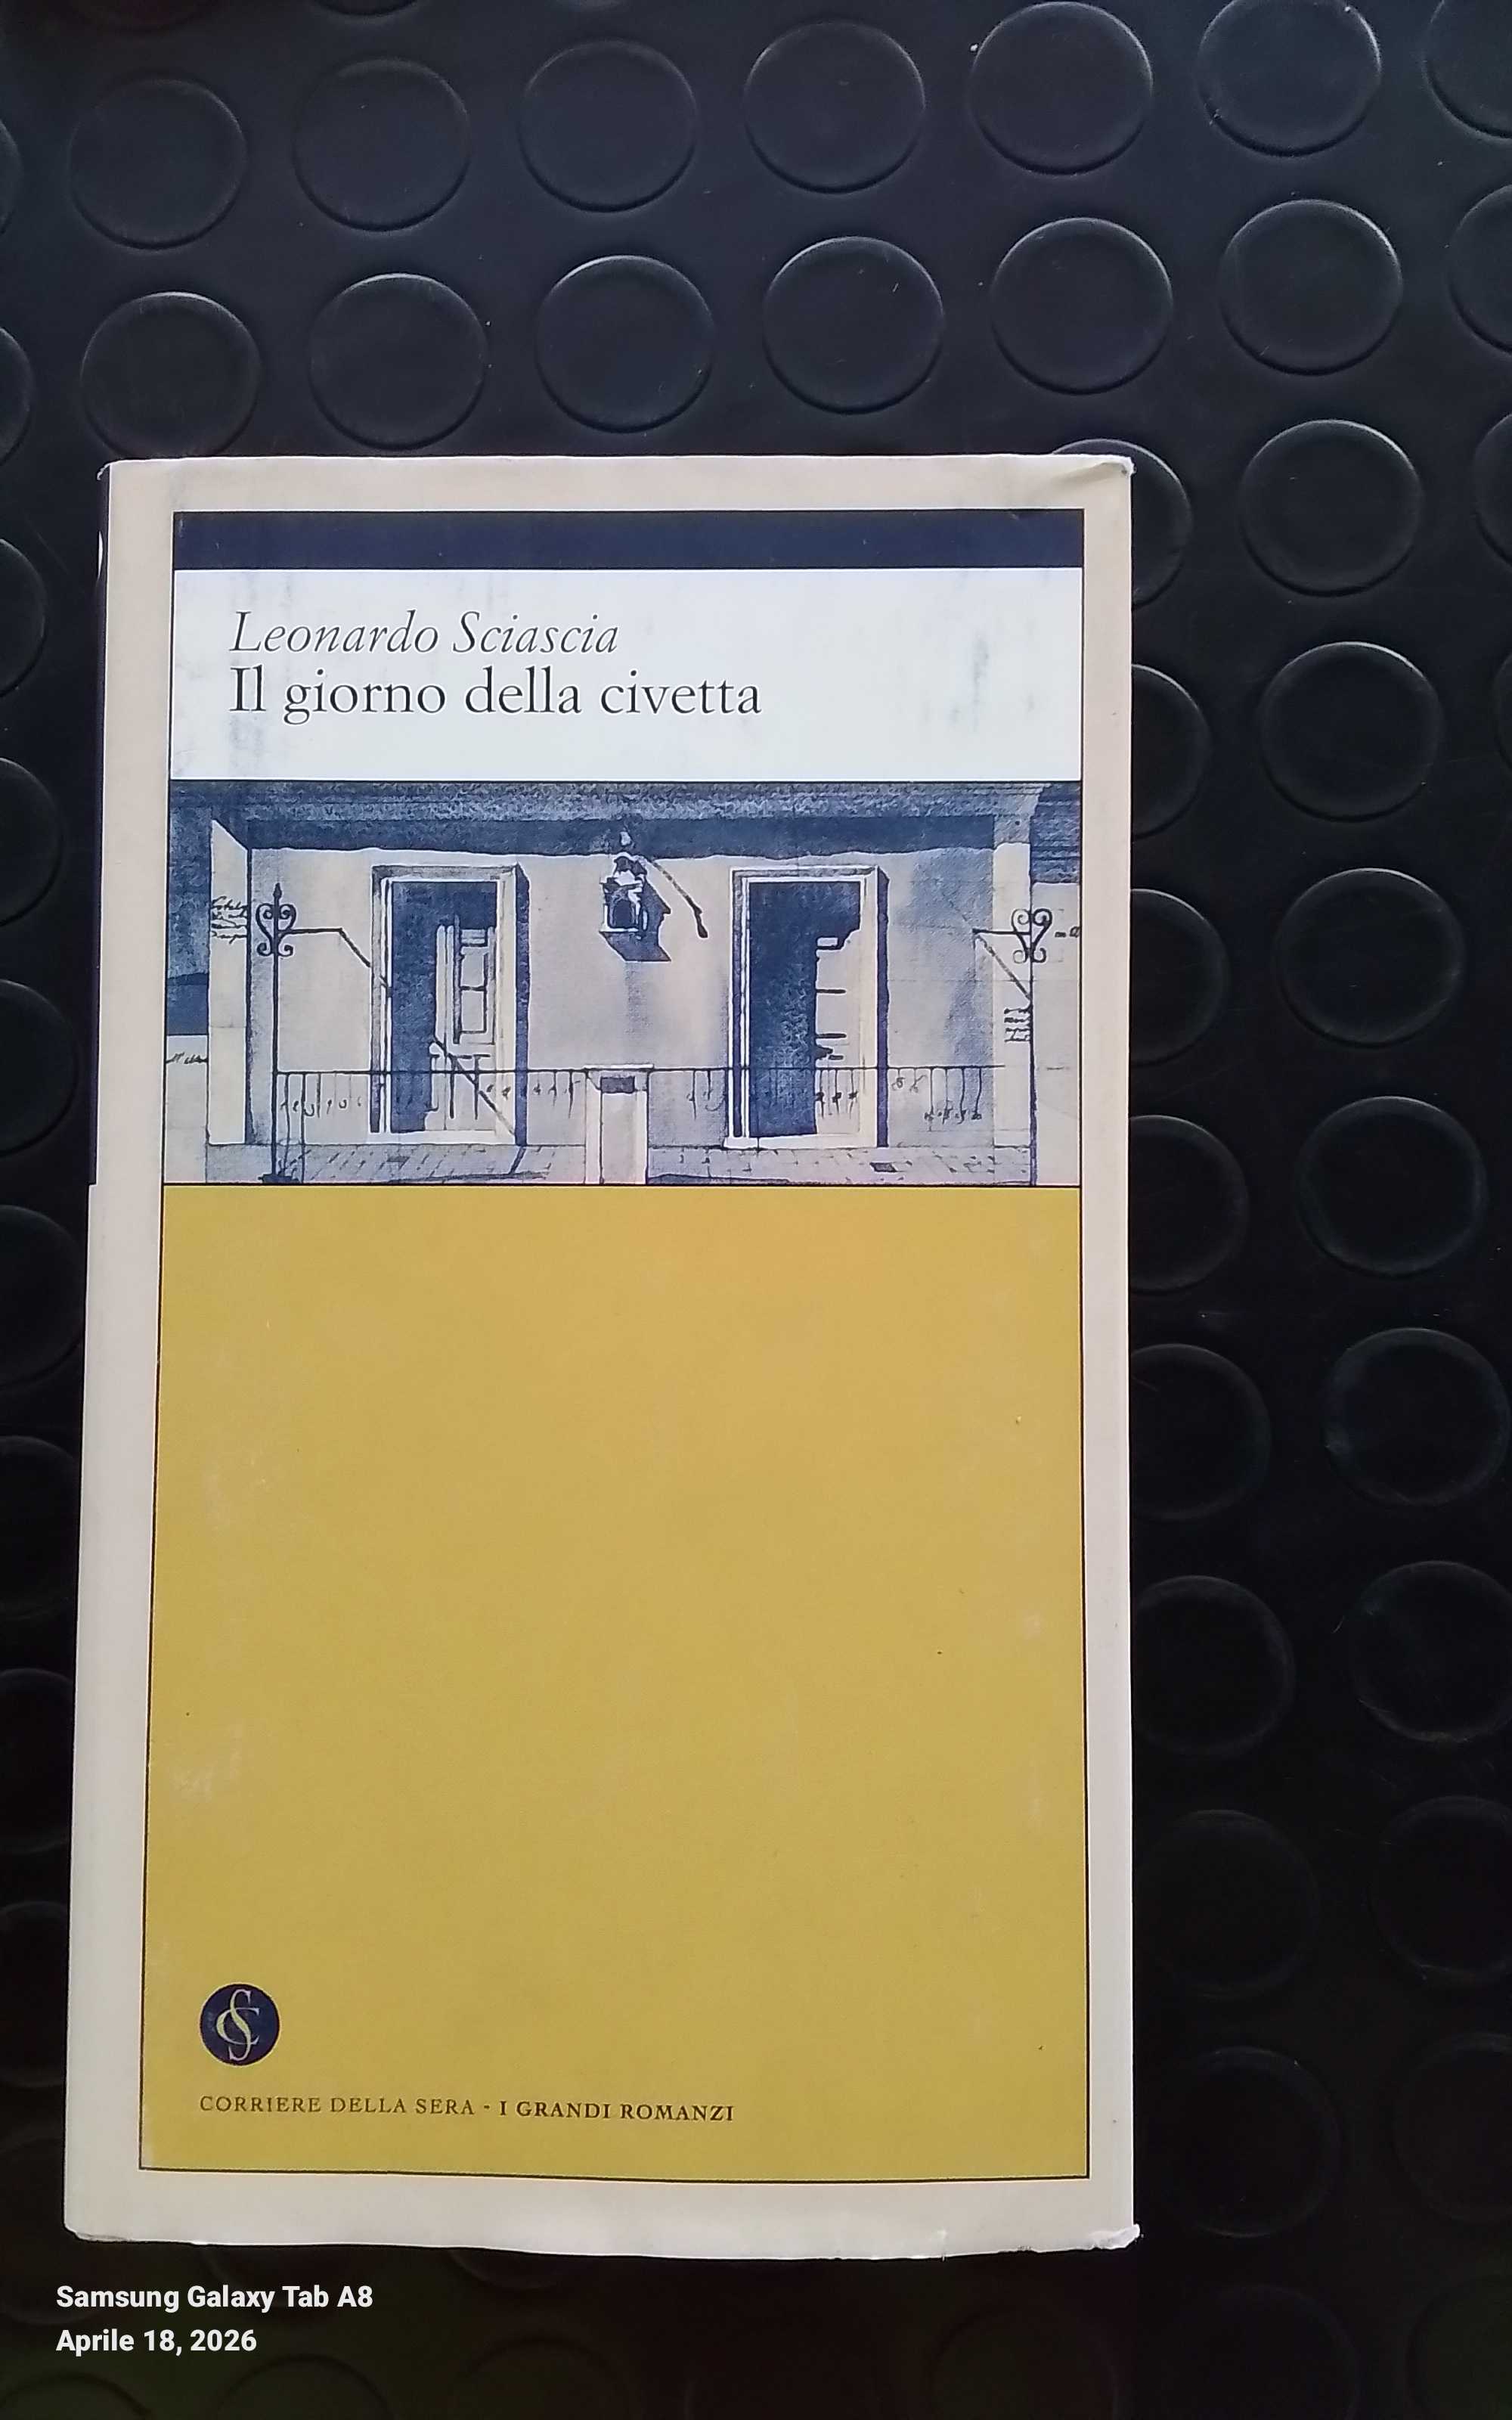 Leonardo Sciascia
Il giorno della civetta
CORRIERE DELLA SERA - I GRANDI ROMANZI
Samsung Galaxy Tab A8
Aprile 18, 2026